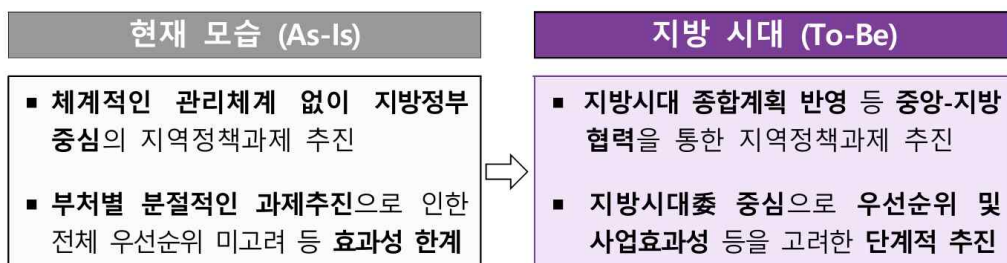 현재 모습 (As-Is)
▪ 체계적인 관리체계 없이 지방정부
중심의 지역정책과제 추진
▪ 부처별 분절적인 과제추진으로 인한
전체 우선순위 미고려 등 효과성 한계
지방 시대 (To-Be)
▪ 지방시대 종합계획 반영 등 중앙-지방
협력을 통한 지역정책과제 추진
▪ 지방시대委 중심으로 우선순위 및
사업효과성 등을 고려한 단계적 추진